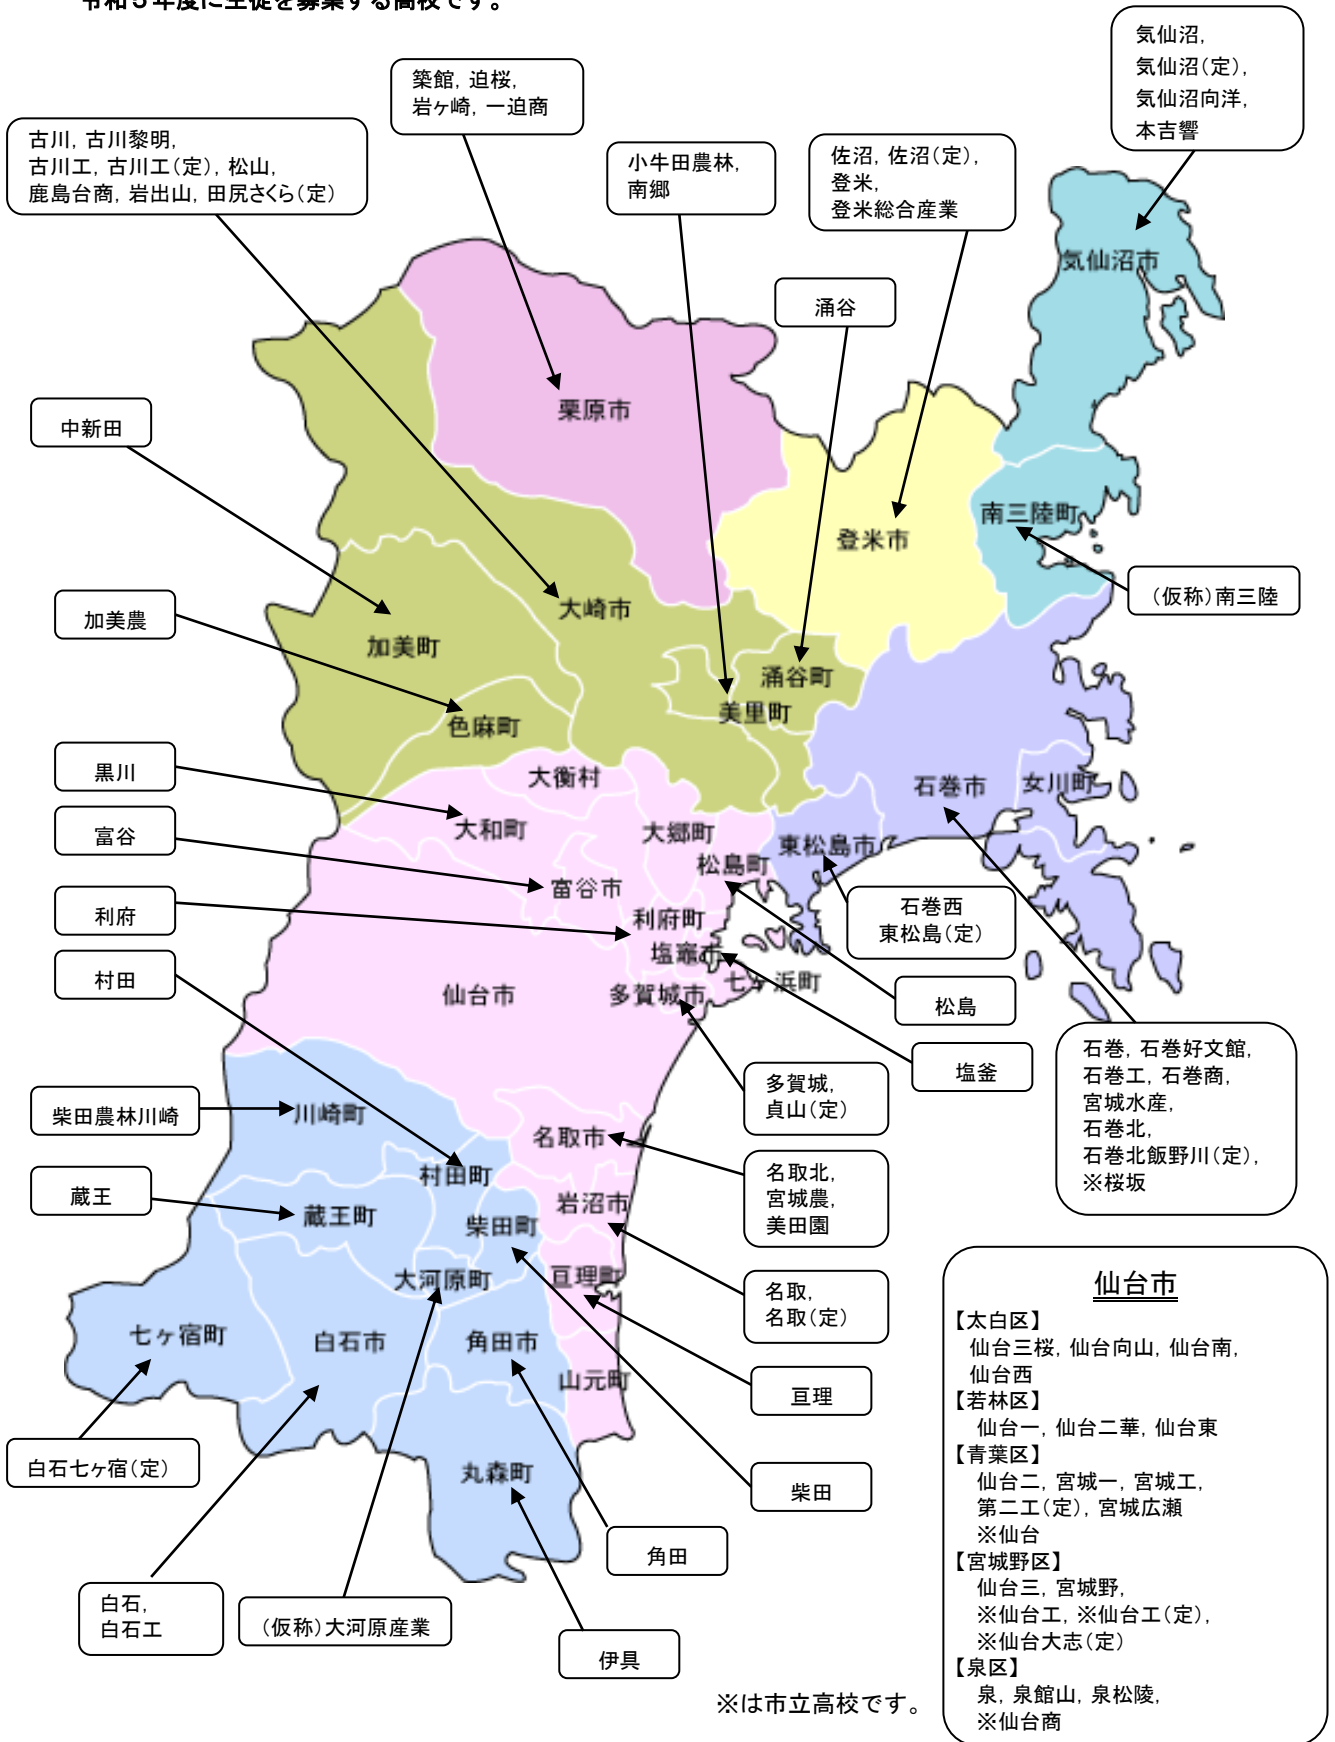 令和５年度に生徒を募集する高校です。
気仙沼,
気仙沼（定）,
気仙沼向洋,
本吉響
築館, 迫桜,
岩ヶ崎, 一迫商
古川, 古川黎明,
古川工, 古川工（定）, 松山,
鹿島台商, 岩出山, 田尻さくら（定）
小牛田農林,
南郷
佐沼, 佐沼（定）,
登米,
登米総合産業
気仙沼市
涌谷
栗原市
中新田
南三陸町
登米市
（仮称）南三陸
加美農
大崎市
加美町
涌谷町
美里町
色麻町
黒川
大衡村
石巻市
女川町
富谷
大和町
大郷町
東松島市
松島町
富谷市
利府
利府町
石巻西
東松島（定）
村田
塩竈市
七ヶ浜町
仙台市
多賀城市
松島
塩釜
石巻, 石巻好文館,
石巻工, 石巻商,
宮城水産,
石巻北,
石巻北飯野川（定）,
※桜坂
多賀城,
貞山（定）
柴田農林川崎
川崎町
名取市
村田町
名取北,
宮城農,
美田園
蔵王
蔵王町
岩沼市
柴田町
大河原町
亘理町
名取,
名取（定）
七ヶ宿町
白石市
角田市
山元町
亘理
白石七ヶ宿（定）
丸森町
柴田
角田
白石,
白石工
（仮称）大河原産業
伊具
仙台市
【太白区】
仙台三桜, 仙台向山, 仙台南,
仙台西
【若林区】
仙台一, 仙台二華, 仙台東
【青葉区】
仙台二, 宮城一, 宮城工,
第二工（定）, 宮城広瀬
※仙台
【宮城野区】
仙台三, 宮城野,
※仙台工, ※仙台工（定）,
※仙台大志（定）
【泉区】
泉, 泉館山, 泉松陵,
※仙台商
※は市立高校です。